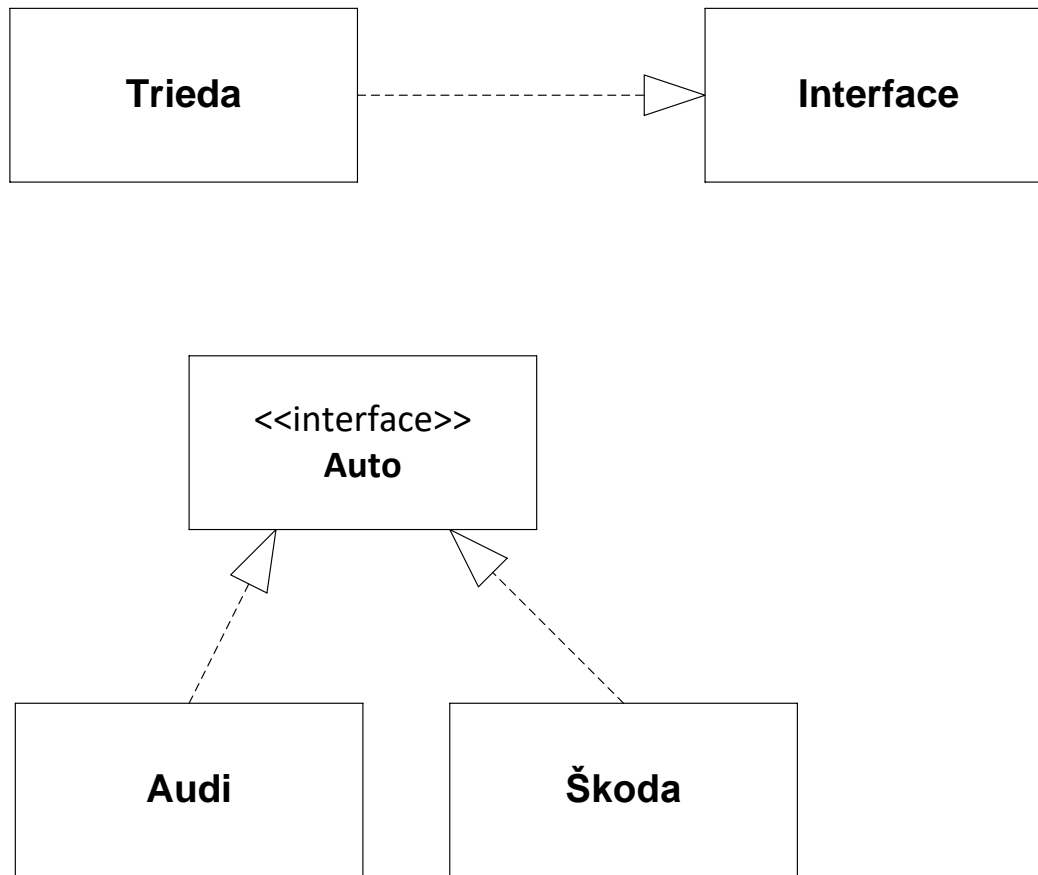 Trieda
Interface
<<interface>>
Auto
Audi
Škoda